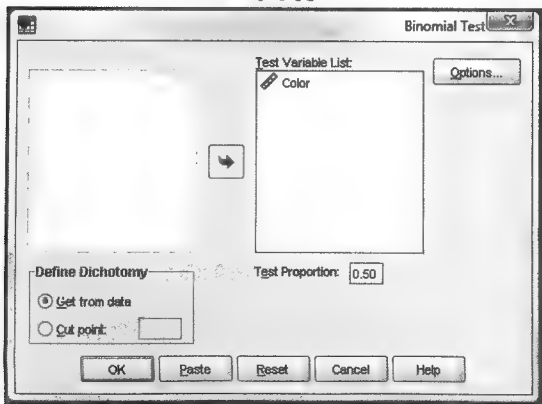 Binomial Test
Test Variable List:
Color
Options...
Define Dichotomy
Get from data
Cut point:
Test Proportion: 0.50
OK Paste Reset Cancel Help